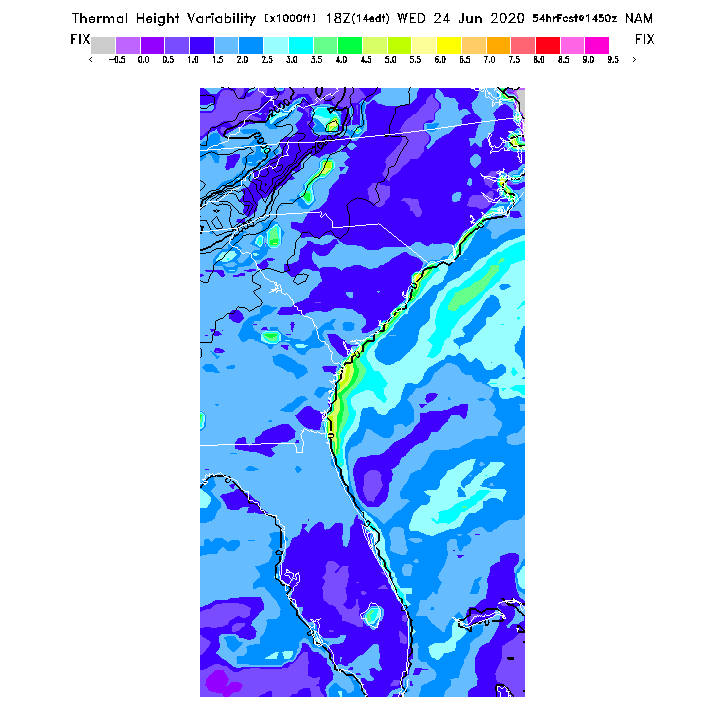 Thermal Height Variability [x1000ft] 18Z(14edt) WED 24 Jun 2020 54hrFcst@1450z NAM
FIX FIX
< -0.5 0.0 0.5 1.0 1.5 2.0 2.5 3.0 3.5 4.0 4.5 5.0 5.5 6.0 6.5 7.0 7.5 8.0 8.5 9.0 9.5 >